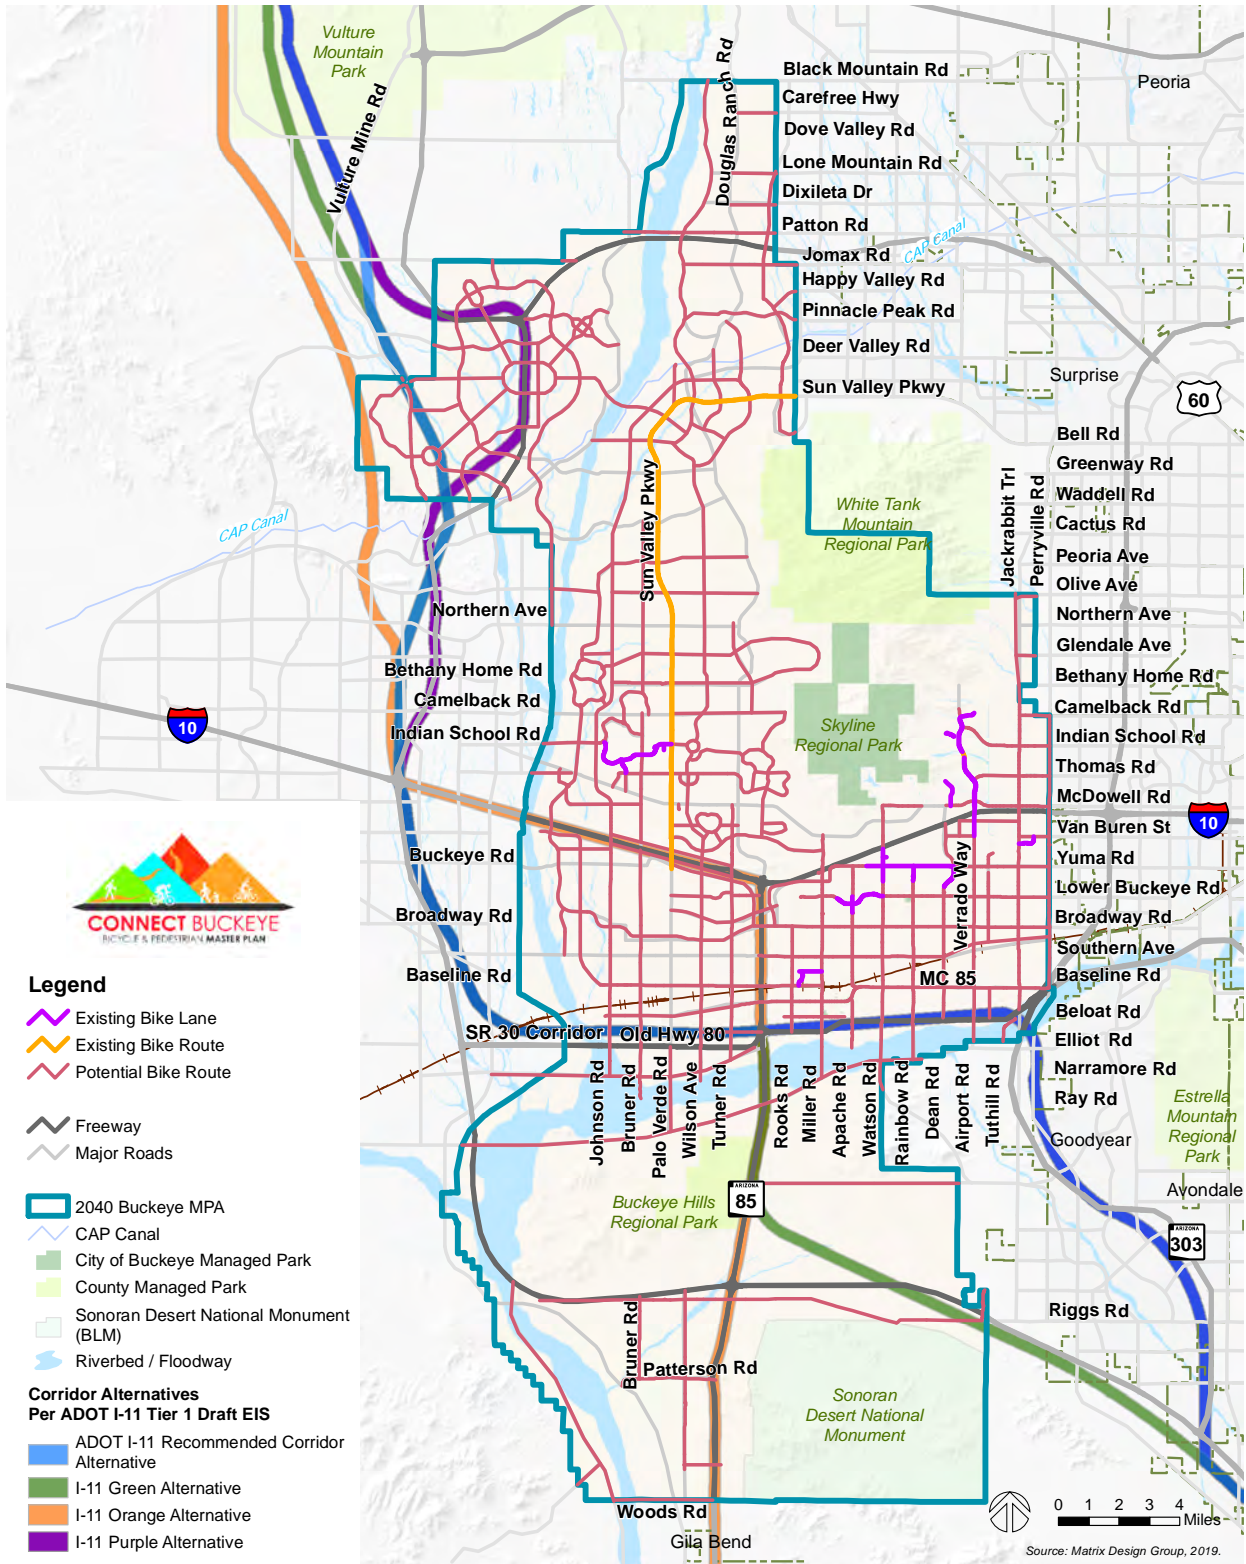 Vulture
Mountain
Park
Vulture Mine Rd
Douglas Ranch Rd
Black Mountain Rd
Carefree Hwy
Dove Valley Rd
Lone Mountain Rd
Dixileta Dr
Patton Rd
Jomax Rd
Happy Valley Rd
Pinnacle Peak Rd
Deer Valley Rd
Sun Valley Pkwy
Peoria
CAP Canal
Surprise
60
Bell Rd
Greenway Rd
Waddell Rd
Cactus Rd
Peoria Ave
Olive Ave
Northern Ave
Glendale Ave
Bethany Home Rd
Camelback Rd
Indian School Rd
Thomas Rd
McDowell Rd
Van Buren St
Yuma Rd
Lower Buckeye Rd
Broadway Rd
Southern Ave
Baseline Rd
Beloat Rd
Elliot Rd
Narramore Rd
Ray Rd
Jackrabbit Trl
Perryville Rd
White Tank
Mountain
Regional Park
Sun Valley Pkwy
CAP Canal
Northern Ave
Bethany Home Rd
Camelback Rd
Indian School Rd
10
Skyline
Regional Park
10
Buckeye Rd
Broadway Rd
Baseline Rd
Verrado Way
MC 85
SR 30 Corridor
Old Hwy 80
Johnson Rd
Bruner Rd
Palo Verde Rd
Wilson Ave
Turner Rd
Rooks Rd
Miller Rd
Apache Rd
Watson Rd
Rainbow Rd
Dean Rd
Airport Rd
Tuthill Rd
Goodyear
Estrella
Mountain
Regional
Park
Avondale
ARIZONA
303
Buckeye Hills
Regional Park
ARIZONA
85
Riggs Rd
Bruner Rd
Patterson Rd
Sonoran
Desert National
Monument
Woods Rd
Gila Bend
CONNECT BUCKEYE
BICYCLE & PEDESTRIAN MASTER PLAN
Legend
Existing Bike Lane
Existing Bike Route
Potential Bike Route
Freeway
Major Roads
2040 Buckeye MPA
CAP Canal
City of Buckeye Managed Park
County Managed Park
Sonoran Desert National Monument
(BLM)
Riverbed / Floodway
Corridor Alternatives
Per ADOT I-11 Tier 1 Draft EIS
ADOT I-11 Recommended Corridor
Alternative
I-11 Green Alternative
I-11 Orange Alternative
I-11 Purple Alternative
0 1 2 3 4
Miles
Source: Matrix Design Group, 2019.